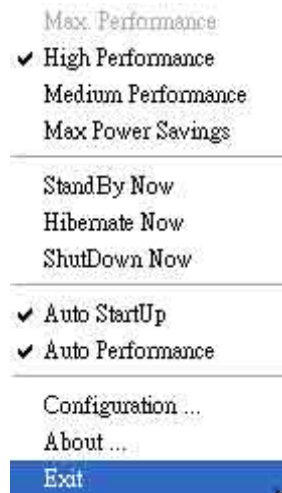 Max. Performance
High Performance
Medium Performance
Max Power Savings
StandBy Now
Hibernate Now
ShutDown Now
Auto StartUp
Auto Performance
Configuration ...
About ...
Exit